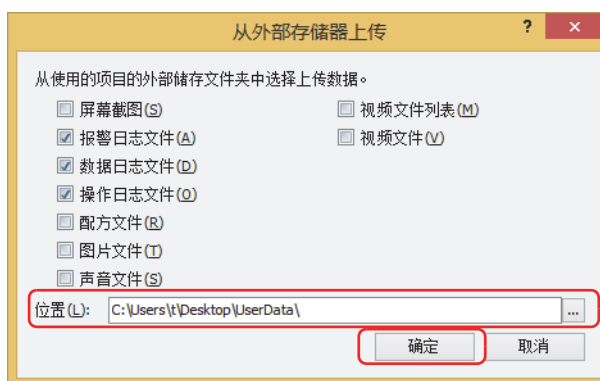 从外部存储器上传
?
×
从使用的项目的外部储存文件夹中选择上传数据。
屏幕截图(S)
视频文件列表(M)
报警日志文件(A)
视频文件(V)
数据日志文件(D)
操作日志文件(O)
配方文件(R)
图片文件(T)
声音文件(S)
位置(L):
C:\Users\t\Desktop\UserData\
...
确定
取消